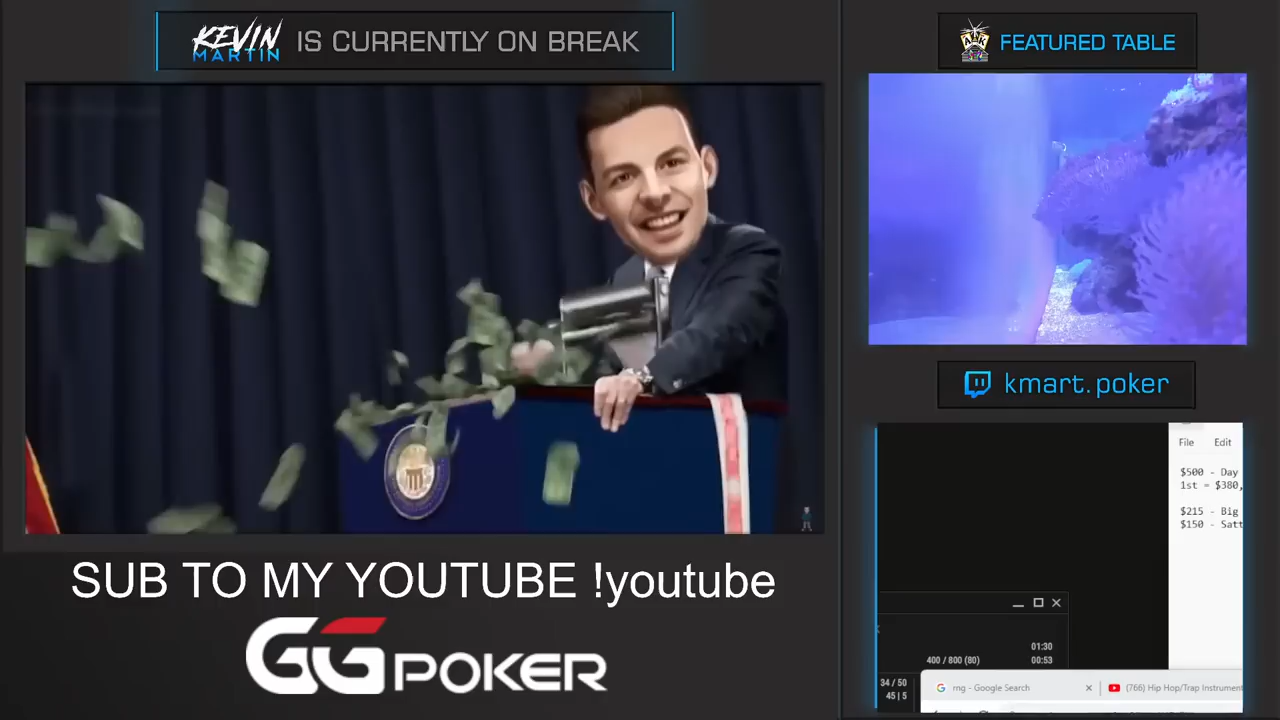 KEVIN MARTIN IS CURRENTLY ON BREAK
FEATURED TABLE
kmart.poker
File Edit
$500 - Day
1st = $380,
$215 - Big
$150 - Satt
01:30
400 / 800 (80) 00:53
34 / 50
45 | 5
rng - Google Search
(766) Hip Hop/Trap Instrument
SUB TO MY YOUTUBE !youtube
GGPOKER